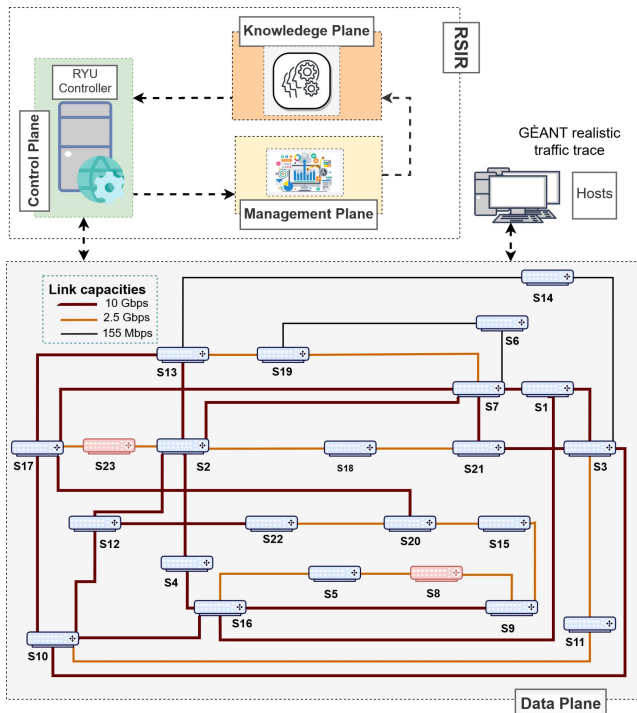 Knowledege Plane
RSIR
RYU
Controller
Control Plane
Management Plane
GÈANT realistic
traffic trace
Hosts
Link capacities
10 Gbps
2.5 Gbps
155 Mbps
S14
S6
S13
S19
S7
S1
S17
S23
S2
S18
S21
S3
S12
S22
S20
S15
S4
S5
S8
S16
S9
S11
S10
Data Plane